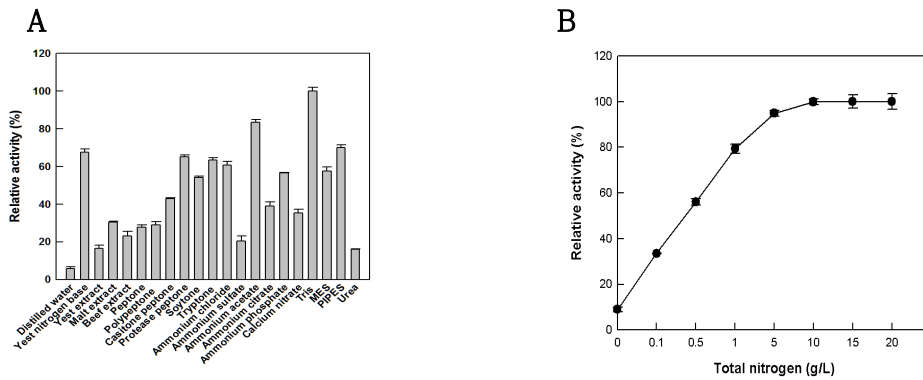 A
B
120
100
80
60
40
20
0
Relative activity (%)
Distilled water
Yest nitrogen base
Yest extract
Malt extract
Beef extract
Peptone
Polypeptone
Casitone peptone
Protease peptone
Soytone
Tryptone
Ammonium chloride
Ammonium sulfate
Ammonium acetate
Ammonium citrate
Ammonium phosphate
Calcium nitrate
Tris
MES
PIPES
Urea
120
100
80
60
40
20
0
Relative activity (%)
0 0.1 0.5 1 5 10 15 20
Total nitrogen (g/L)